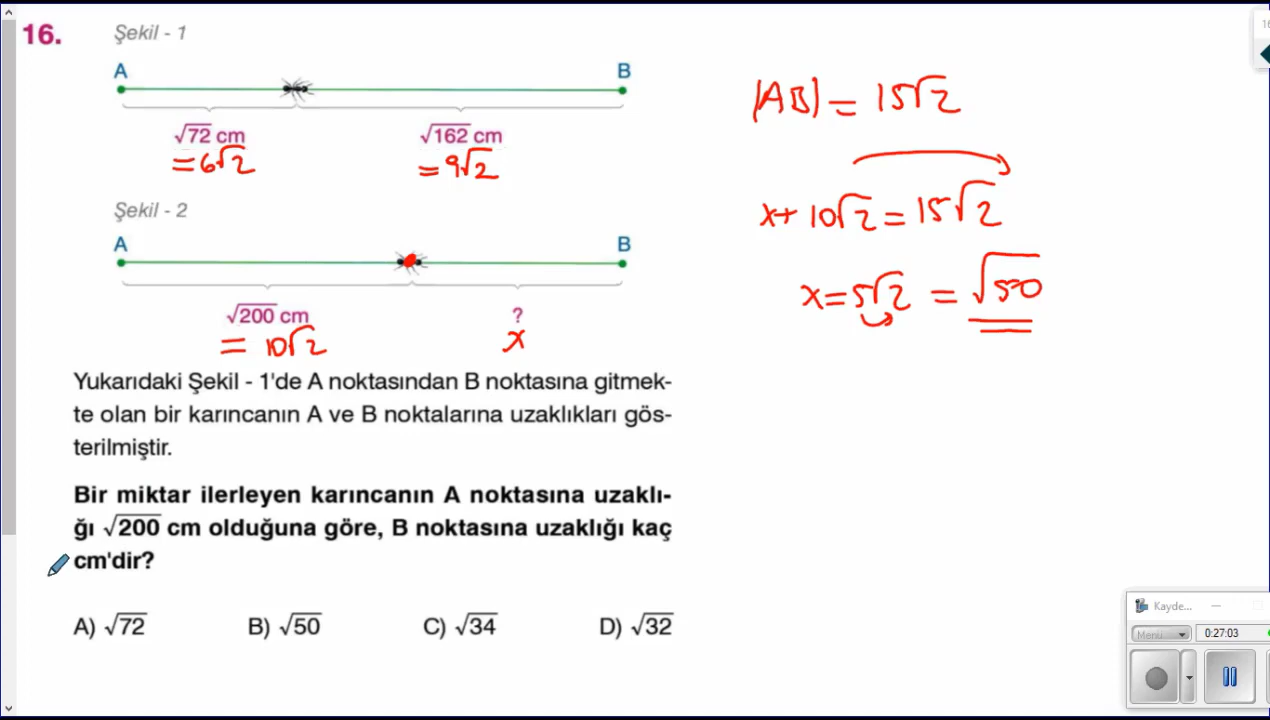 16.
Şekil - 1
A B
√72 cm √162 cm
=6√2 = 9√2
Şekil - 2
A B
√200 cm ?
= 10√2 x
Yukarıdaki Şekil - 1'de A noktasından B noktasına gitmek-
te olan bir karıncanın A ve B noktalarına uzaklıkları gös-
terilmiştir.
Bir miktar ilerleyen karıncanın A noktasına uzaklı-
ğı √200 cm olduğuna göre, B noktasına uzaklığı kaç
cm'dir?
A) √72 B) √50 C) √34 D) √32
|AB| = 15√2
x+ 10√2 = 15√2
x=5√2 = √50
16
Kayde...
Menü
0:27:03